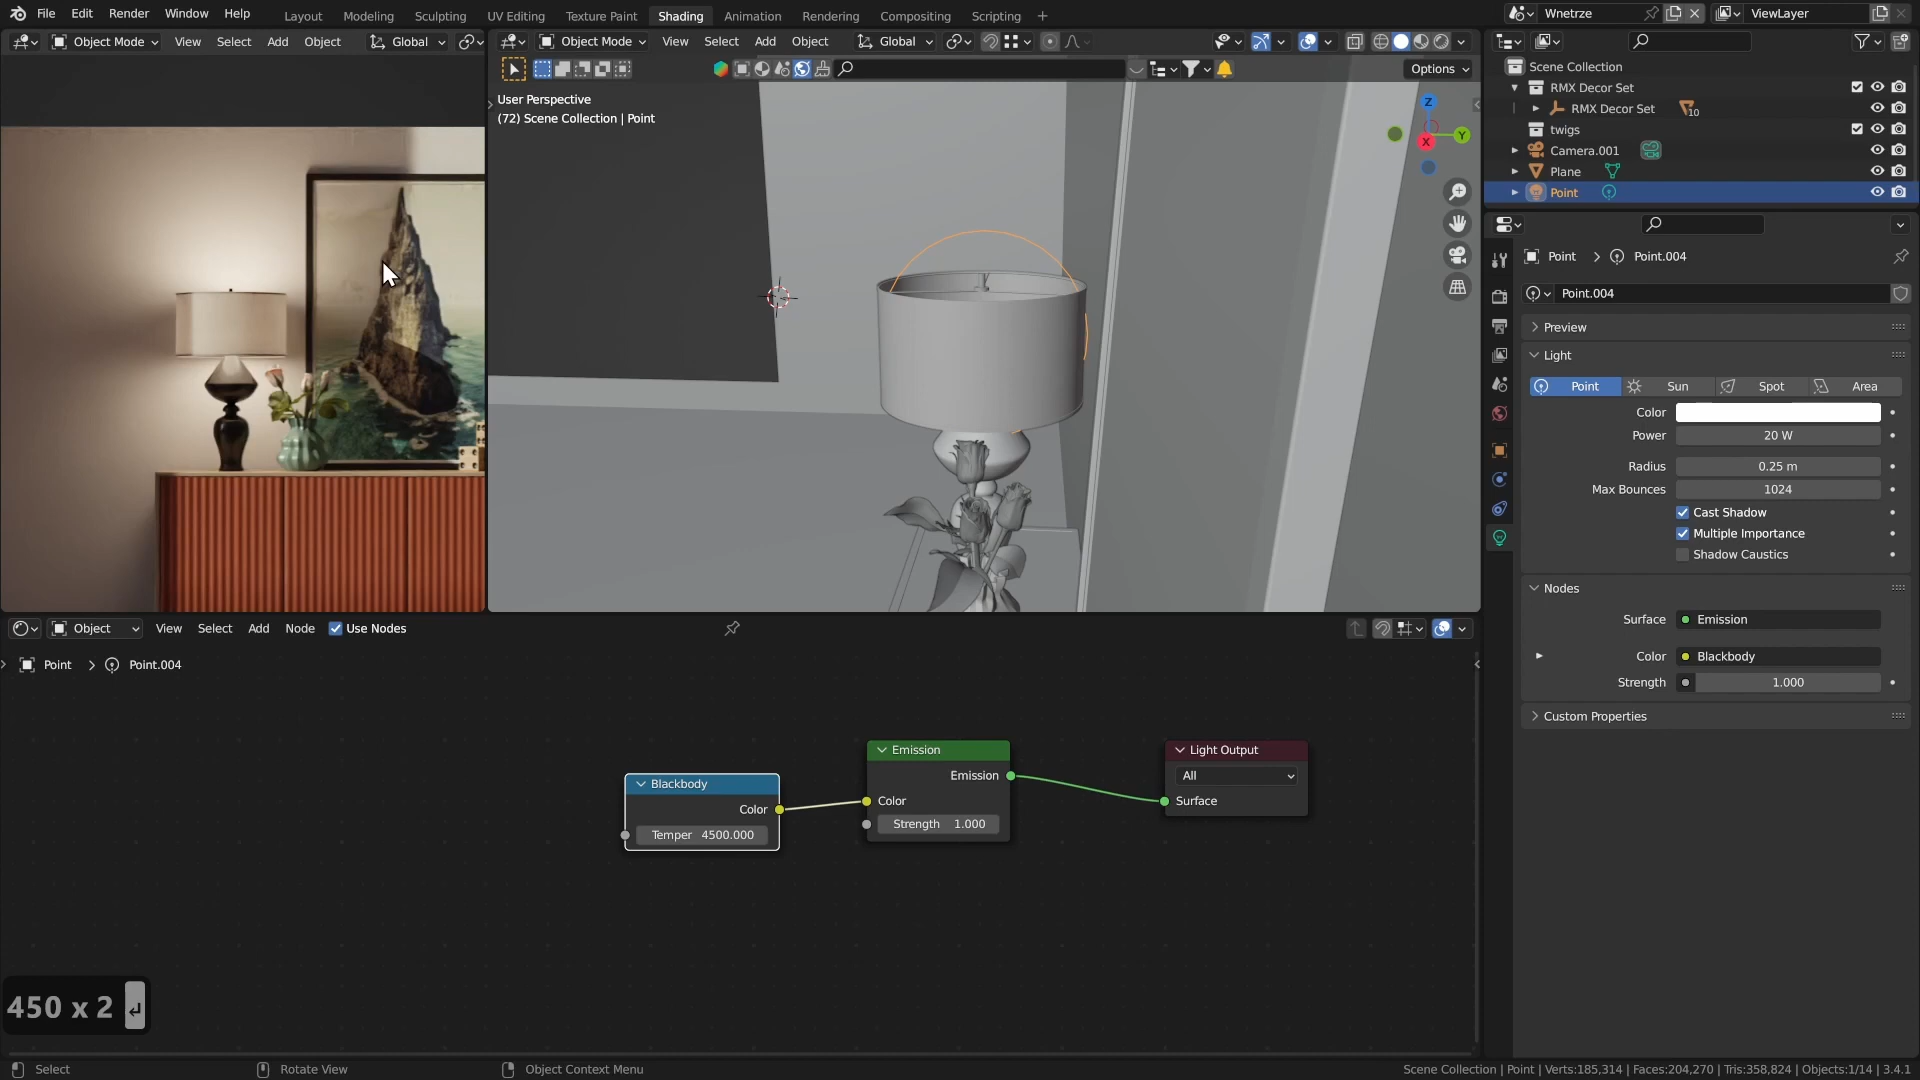 File Edit Render Window Help
Layout Modeling Sculpting UV Editing Texture Paint Shading Animation Rendering Compositing Scripting
Wnetrze
ViewLayer
Object Mode View Select Add Object Global
Object Mode View Select Add Object Global
Options
User Perspective
(72) Scene Collection | Point
Z
Y
X
Scene Collection
RMX Decor Set
RMX Decor Set 10
twigs
Camera.001
Plane
Point
Point > Point.004
Point.004
Preview
Light
Point Sun Spot Area
Color
Power 20 W
Radius 0.25 m
Max Bounces 1024
Cast Shadow
Multiple Importance
Shadow Caustics
Nodes
Surface Emission
Color Blackbody
Strength 1.000
Custom Properties
Object View Select Add Node Use Nodes
Point > Point.004
Blackbody
Color
Temper 4500.000
Emission
Emission
Color
Strength 1.000
Light Output
All
Surface
450 x 2
Select Rotate View Object Context Menu
Scene Collection | Point | Verts:185,314 | Faces:204,270 | Tris:358,824 | Objects:1/14 | 3.4.1